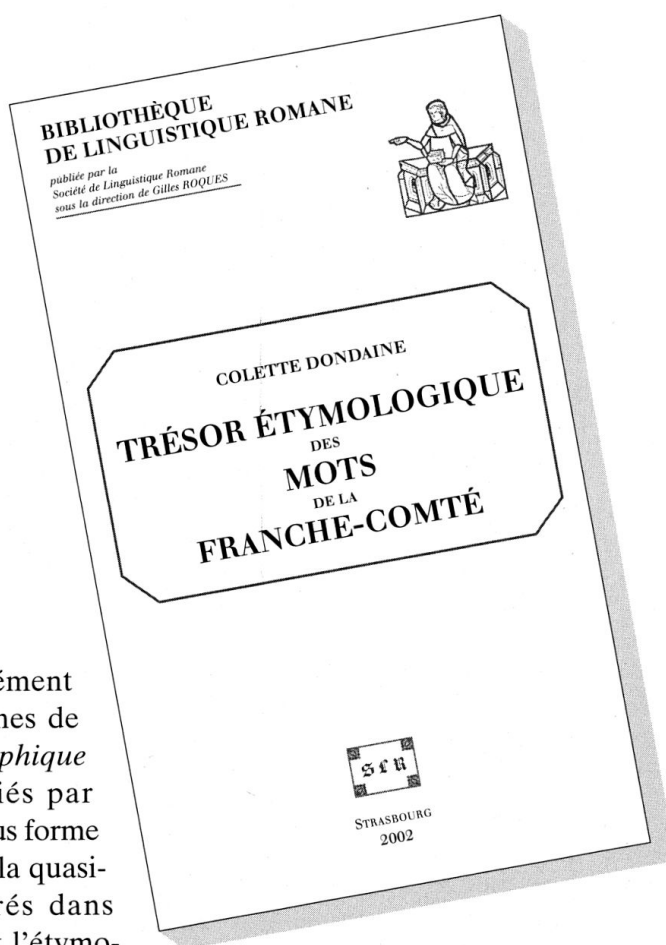 BIBLIOTHÈQUE
DE LINGUISTIQUE ROMANE
publiée par la
Société de Linguistique Romane
sous la direction de Gilles ROQUES
COLETTE DONDAINE
TRÉSOR ÉTYMOLOGIQUE
DES
MOTS
DE LA
FRANCHE-COMTÉ
SLR
STRASBOURG
2002
ément
nes de
phique
iés par
us forme
la quasi-
rés dans
l'étymo-